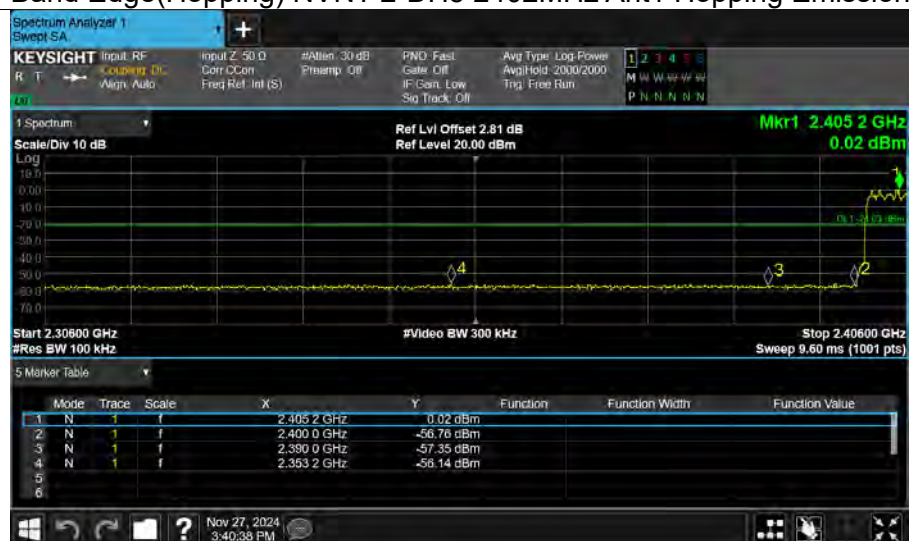 Band Edge(Hopping) NVNT 2-DH5 2402MHz Ant1 Hopping Emission
Spectrum Analyzer 1
Swept SA
+
KEYSIGHT Input: RF Input Z: 50 Ω #Atten: 30 dB PNO: Fast Avg Type: Log-Power 1 2 3 4 5 6
R T Coupling: DC Corr CCorr Preamp: Off Gate: Off Avg|Hold: 2000/2000 M W W W W W
Align: Auto Freq Ref: Int (S) IF Gain: Low Trig: Free Run
Sig Track: Off P N N N N N
1 Spectrum Ref Lvl Offset 2.81 dB Mkr1 2.405 2 GHz
Scale/Div 10 dB Ref Level 20.00 dBm 0.02 dBm
Log
10.0
0.00
-10.0
-20.0
-30.0
-40.0
4 3 2
-50.0
-60.0
-70.0
Start 2.30600 GHz #Video BW 300 kHz Stop 2.40600 GHz
#Res BW 100 kHz Sweep 9.60 ms (1001 pts)
5 Marker Table
Mode Trace Scale X Y Function Function Width Function Value
1 N 1 f 2.405 2 GHz 0.02 dBm
2 N 1 f 2.400 0 GHz -56.76 dBm
3 N 1 f 2.390 0 GHz -57.35 dBm
4 N 1 f 2.353 2 GHz -56.14 dBm
5
6
? Nov 27, 2024
3:40:38 PM